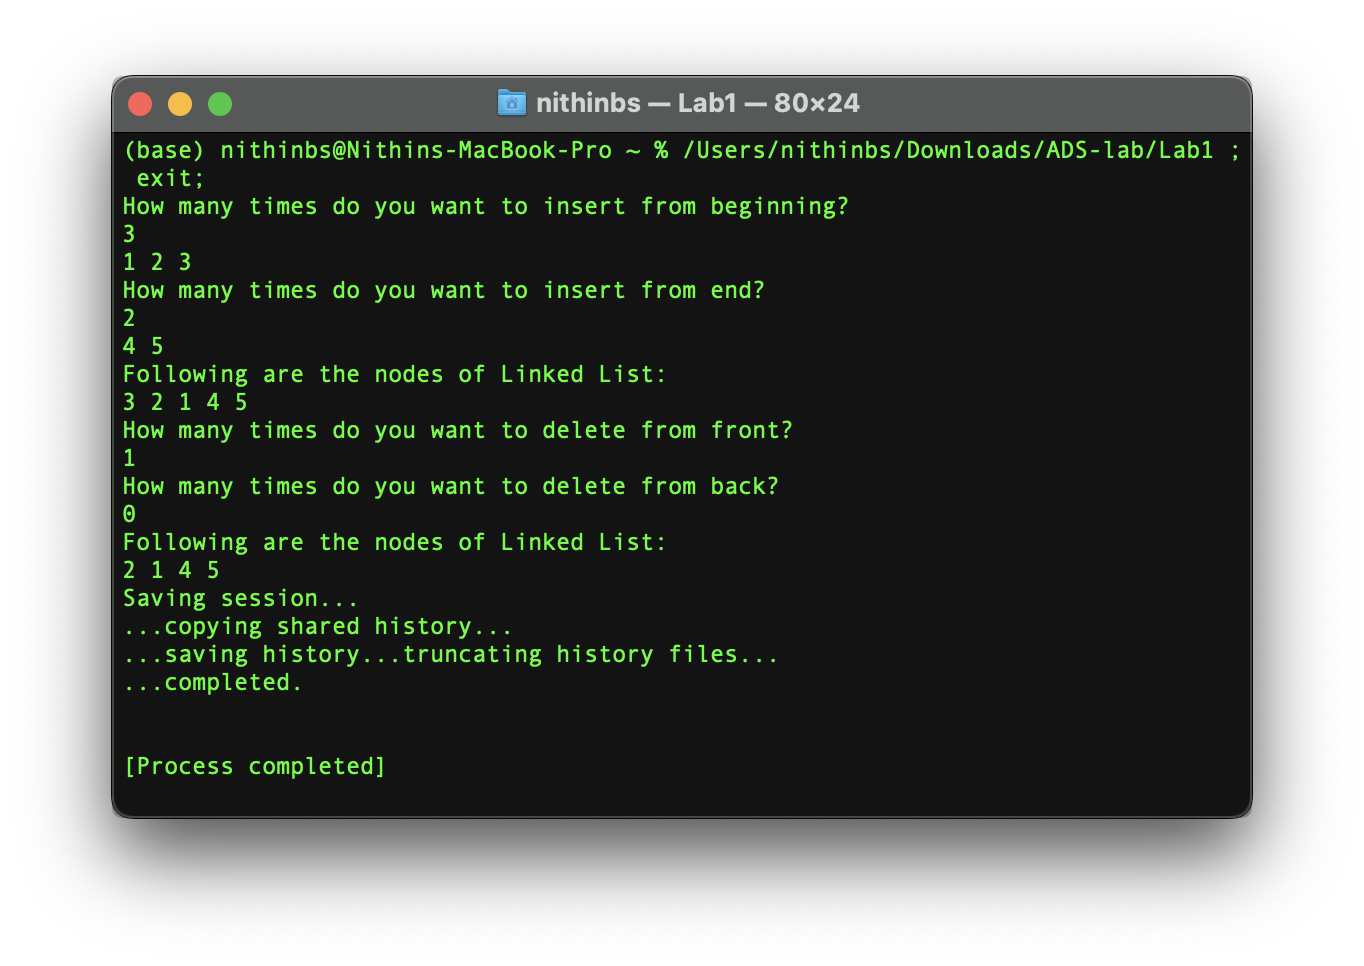 nithinbs — Lab1 — 80×24
(base) nithinbs@Nithins-MacBook-Pro ~ % /Users/nithinbs/Downloads/ADS-lab/Lab1 ;
 exit;
How many times do you want to insert from beginning?
3
1 2 3
How many times do you want to insert from end?
2
4 5
Following are the nodes of Linked List:
3 2 1 4 5
How many times do you want to delete from front?
1
How many times do you want to delete from back?
0
Following are the nodes of Linked List:
2 1 4 5
Saving session...
...copying shared history...
...saving history...truncating history files...
...completed.
[Process completed]